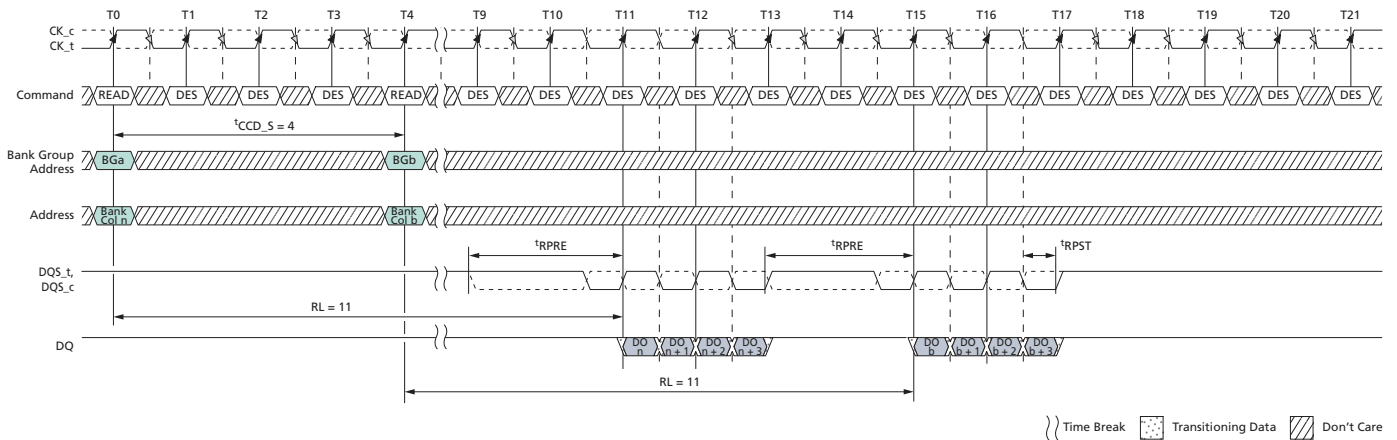 T0 T1 T2 T3 T4 T9 T10 T11 T12 T13 T14 T15 T16 T17 T18 T19 T20 T21
CK_c
CK_t
Command READ DES DES DES READ DES DES DES DES DES DES DES DES DES DES DES DES DES
tCCD_S = 4
Bank Group
Address
BGa BGb
Address
Bank
Col n
Bank
Col b
tRPRE tRPRE tRPST
DQS_t,
DQS_c
RL = 11
DQ
DO
n
DO
n + 1
DO
n + 2
DO
n + 3
DO
b
DO
b + 1
DO
b + 2
DO
b + 3
RL = 11
Time Break Transitioning Data Don't Care